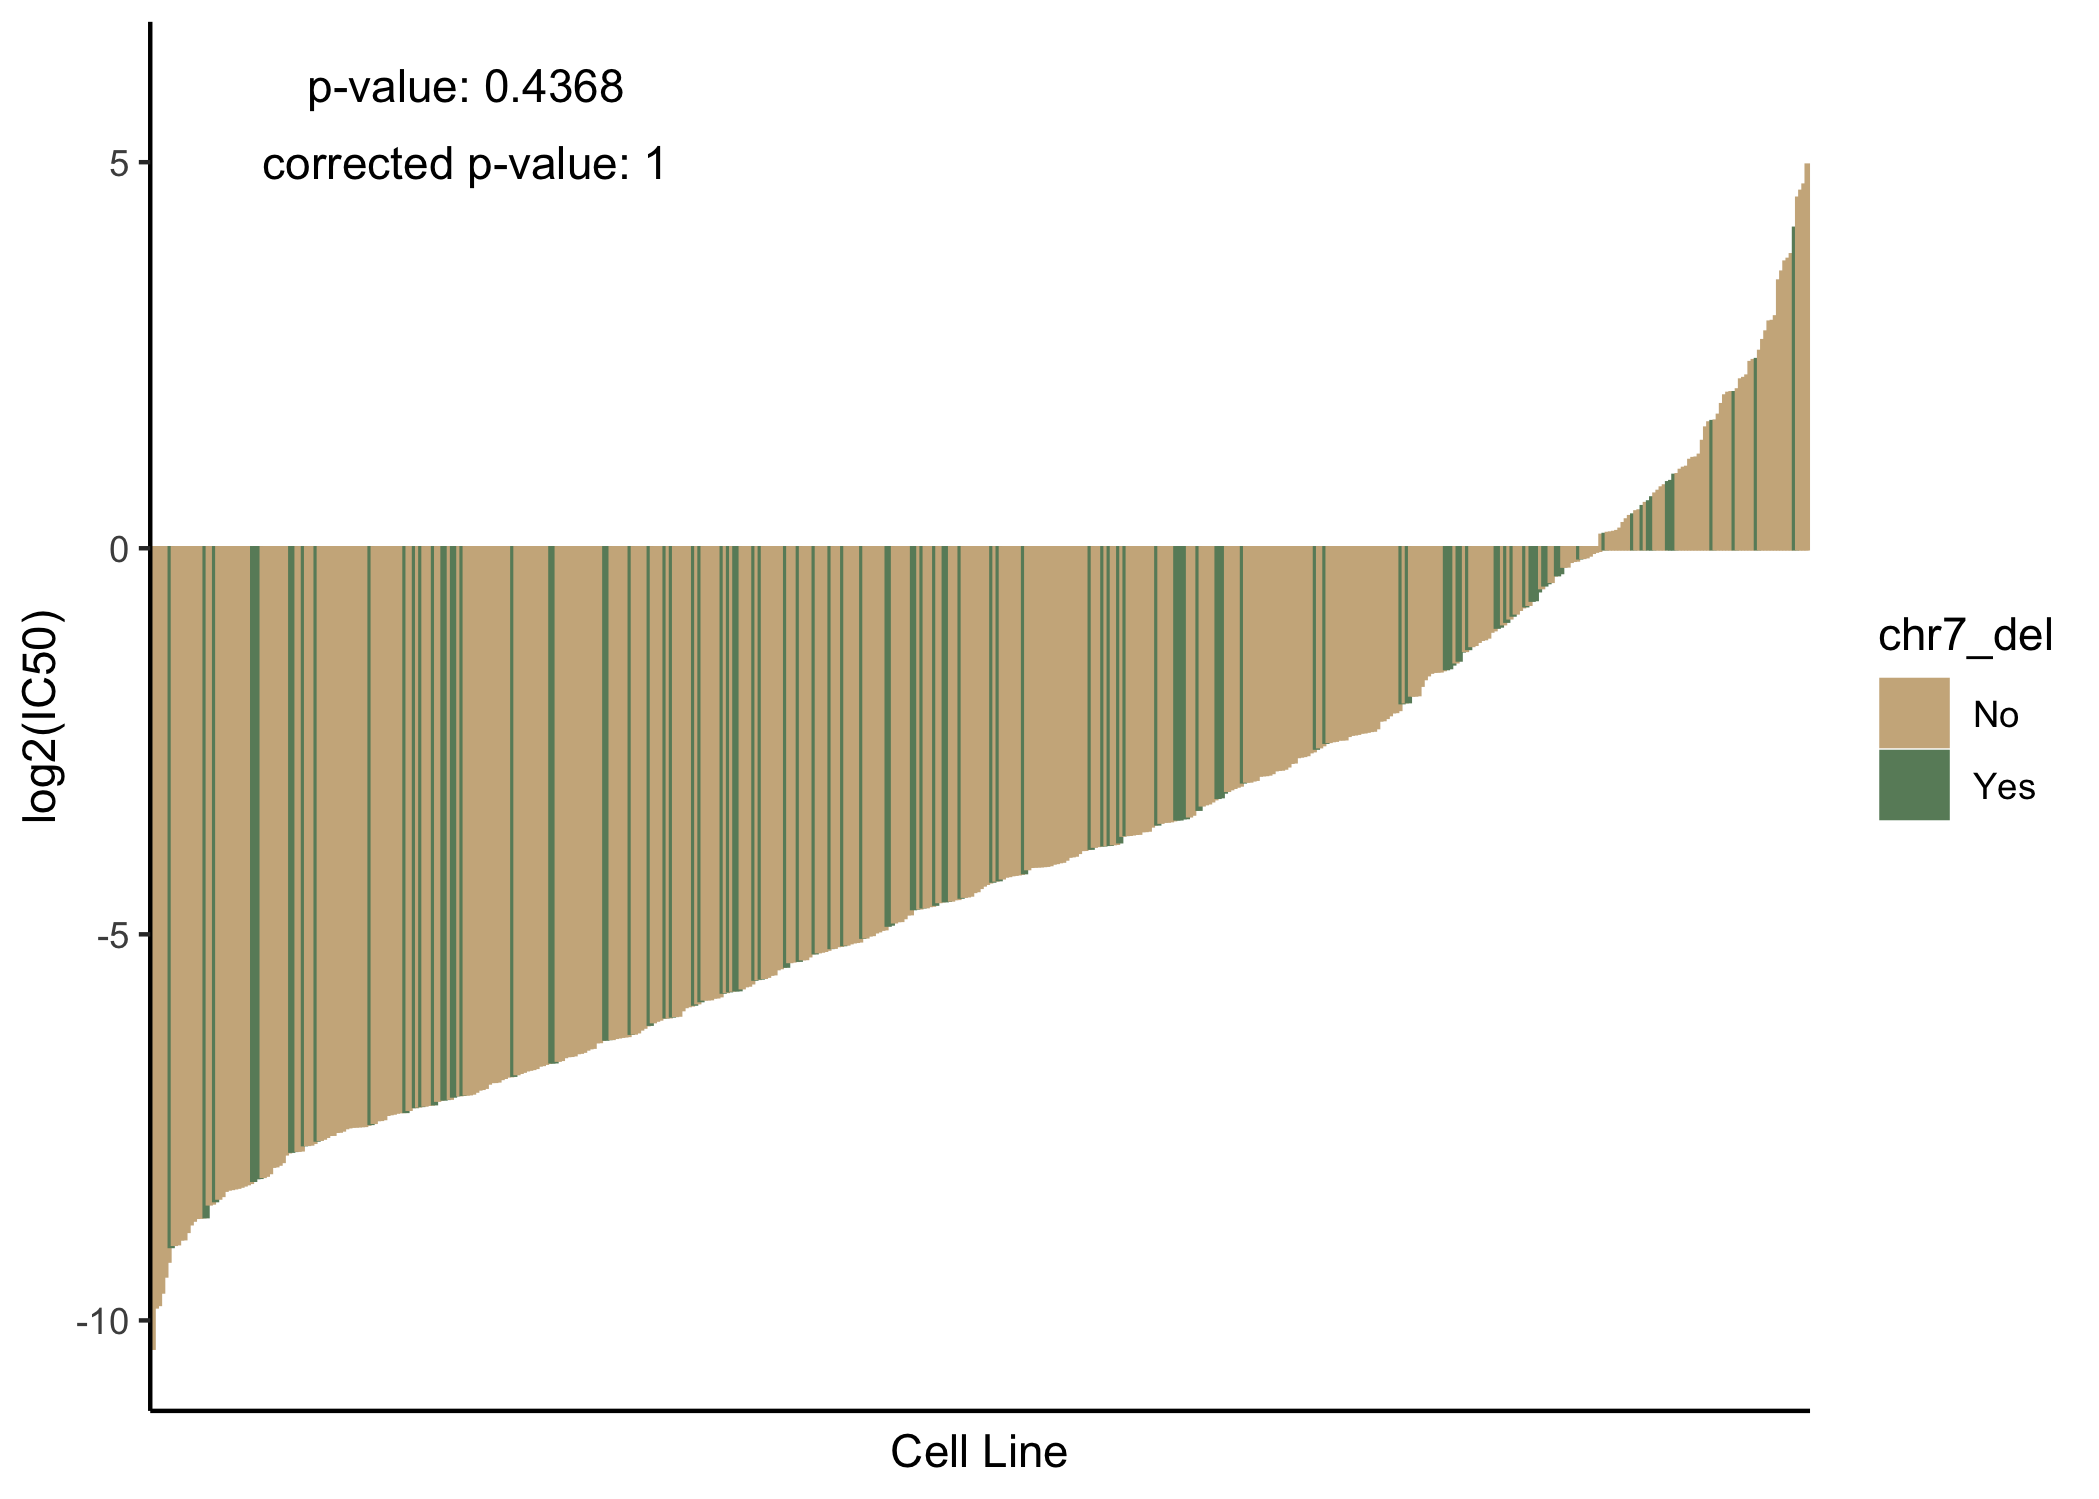 p-value: 0.4368
corrected p-value: 1
5
0
-5
-10
log2(IC50)
Cell Line
chr7_del
No
Yes